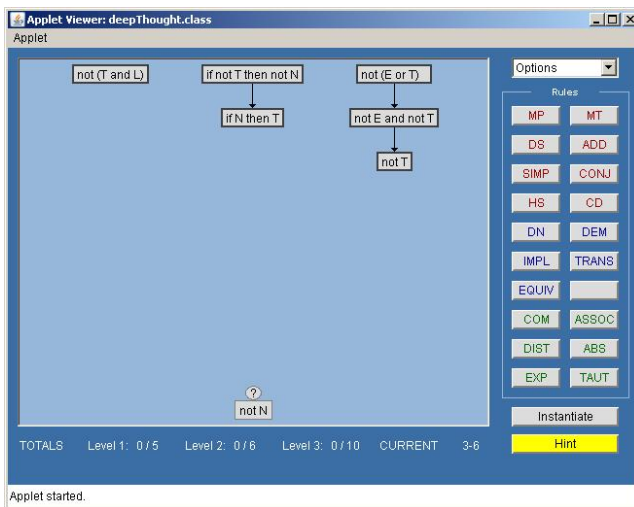 Applet Viewer: deepThought.class
Applet
not (T and L)
if not T then not N
not (E or T)
if N then T
not E and not T
not T
?
not N
TOTALS Level 1: 0 / 5 Level 2: 0 / 6 Level 3: 0 / 10 CURRENT 3-6
Options
Rules
MP MT
DS ADD
SIMP CONJ
HS CD
DN DEM
IMPL TRANS
EQUIV
COM ASSOC
DIST ABS
EXP TAUT
Instantiate
Hint
Applet started.